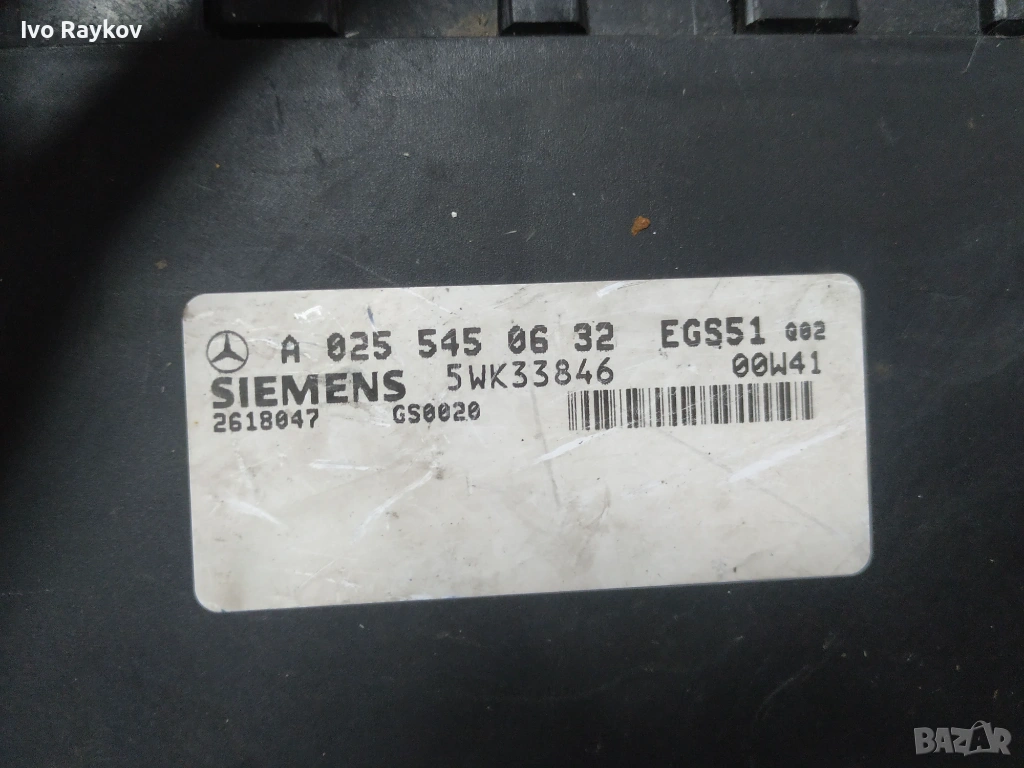 Ivo Raykov
A 025 545 06 32 EGS51 Q02
SIEMENS 5WK33846 00W41
2618047 GS0020
BAZAR